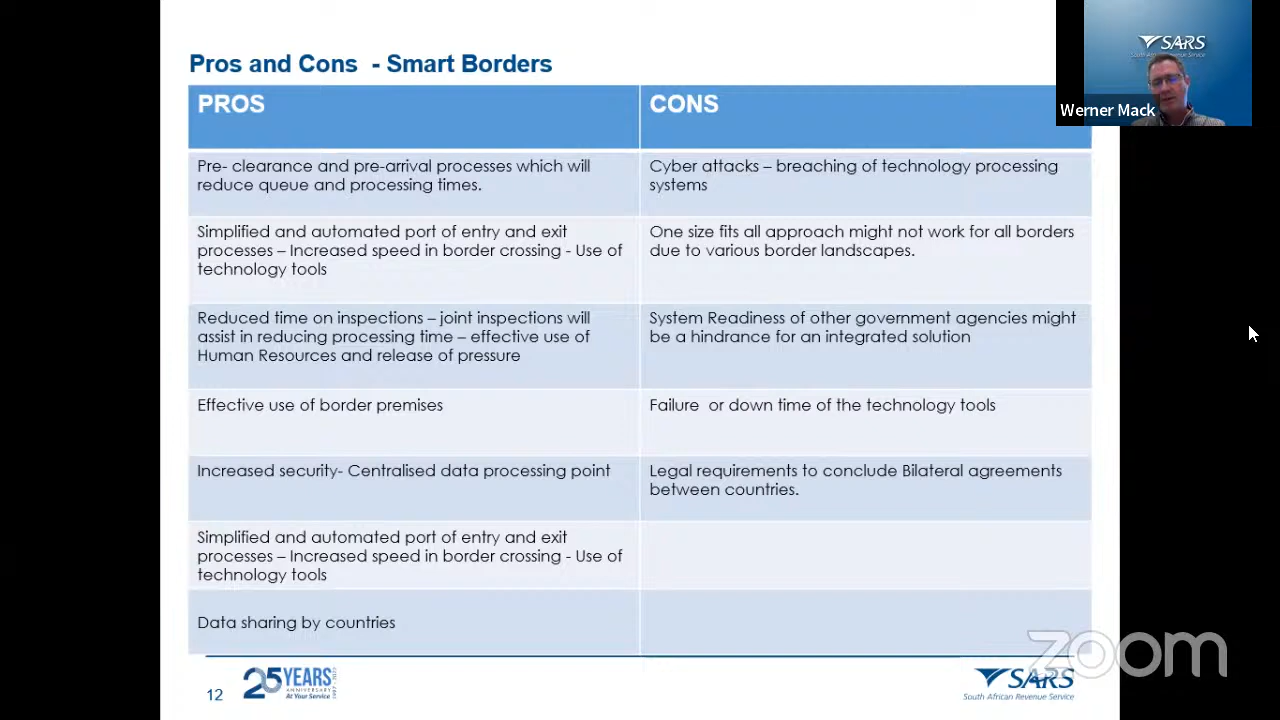 Pros and Cons - Smart Borders
PROS
CONS
Pre- clearance and pre-arrival processes which will
reduce queue and processing times.
Cyber attacks – breaching of technology processing
systems
Simplified and automated port of entry and exit
processes – Increased speed in border crossing - Use of
technology tools
One size fits all approach might not work for all borders
due to various border landscapes.
Reduced time on inspections – joint inspections will
assist in reducing processing time – effective use of
Human Resources and release of pressure
System Readiness of other government agencies might
be a hindrance for an integrated solution
Effective use of border premises
Failure or down time of the technology tools
Increased security- Centralised data processing point
Legal requirements to conclude Bilateral agreements
between countries.
Simplified and automated port of entry and exit
processes – Increased speed in border crossing - Use of
technology tools
Data sharing by countries
12
25 YEARS
ANNIVERSARY
At Your Service
SARS
South African Revenue Service
zoom
SARS
Werner Mack